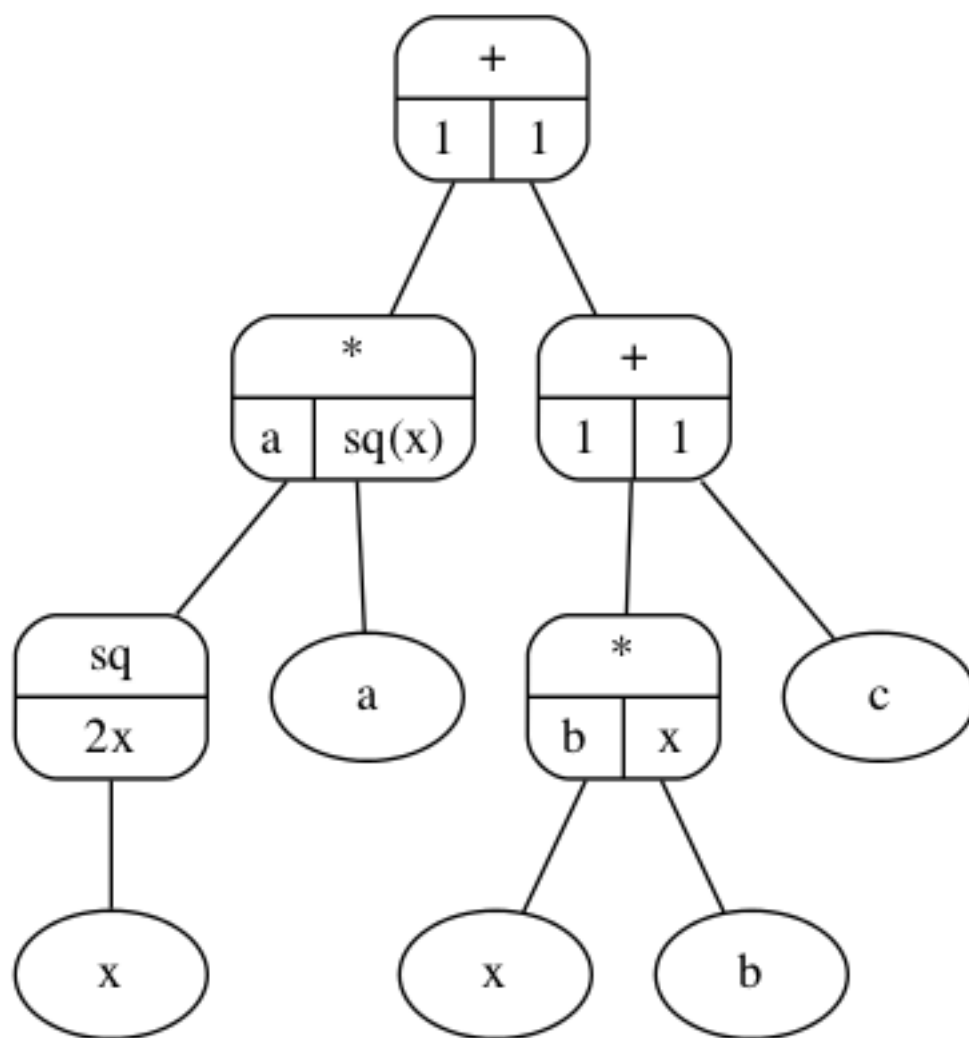 +
1 1
* +
a sq(x) 1 1
sq a * c
2x b x
x x b